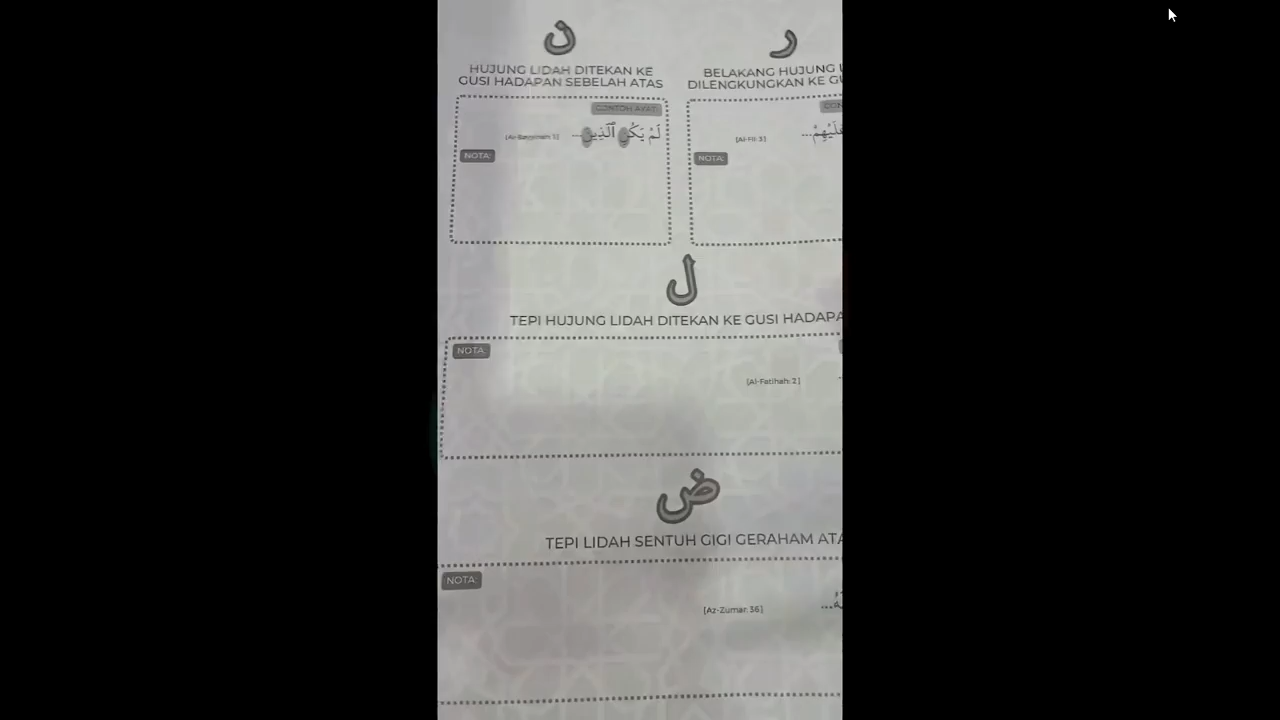 ن
HUJUNG LIDAH DITEKAN KE
GUSI HADAPAN SEBELAH ATAS
CONTOH AYAT:
لَمْ يَكُنِ ٱلَّذِينَ...
[Al-Bayyinah: 1]
NOTA:
ر
BELAKANG HUJUNG
DILENGKUNGKAN KE
[Al-Fil: 3]
NOTA:
ل
TEPI HUJUNG LIDAH DITEKAN KE GUSI HADAPA
NOTA:
[Al-Fatihah: 2]
ض
TEPI LIDAH SENTUH GIGI GERAHAM ATA
NOTA:
[Az-Zumar: 36]